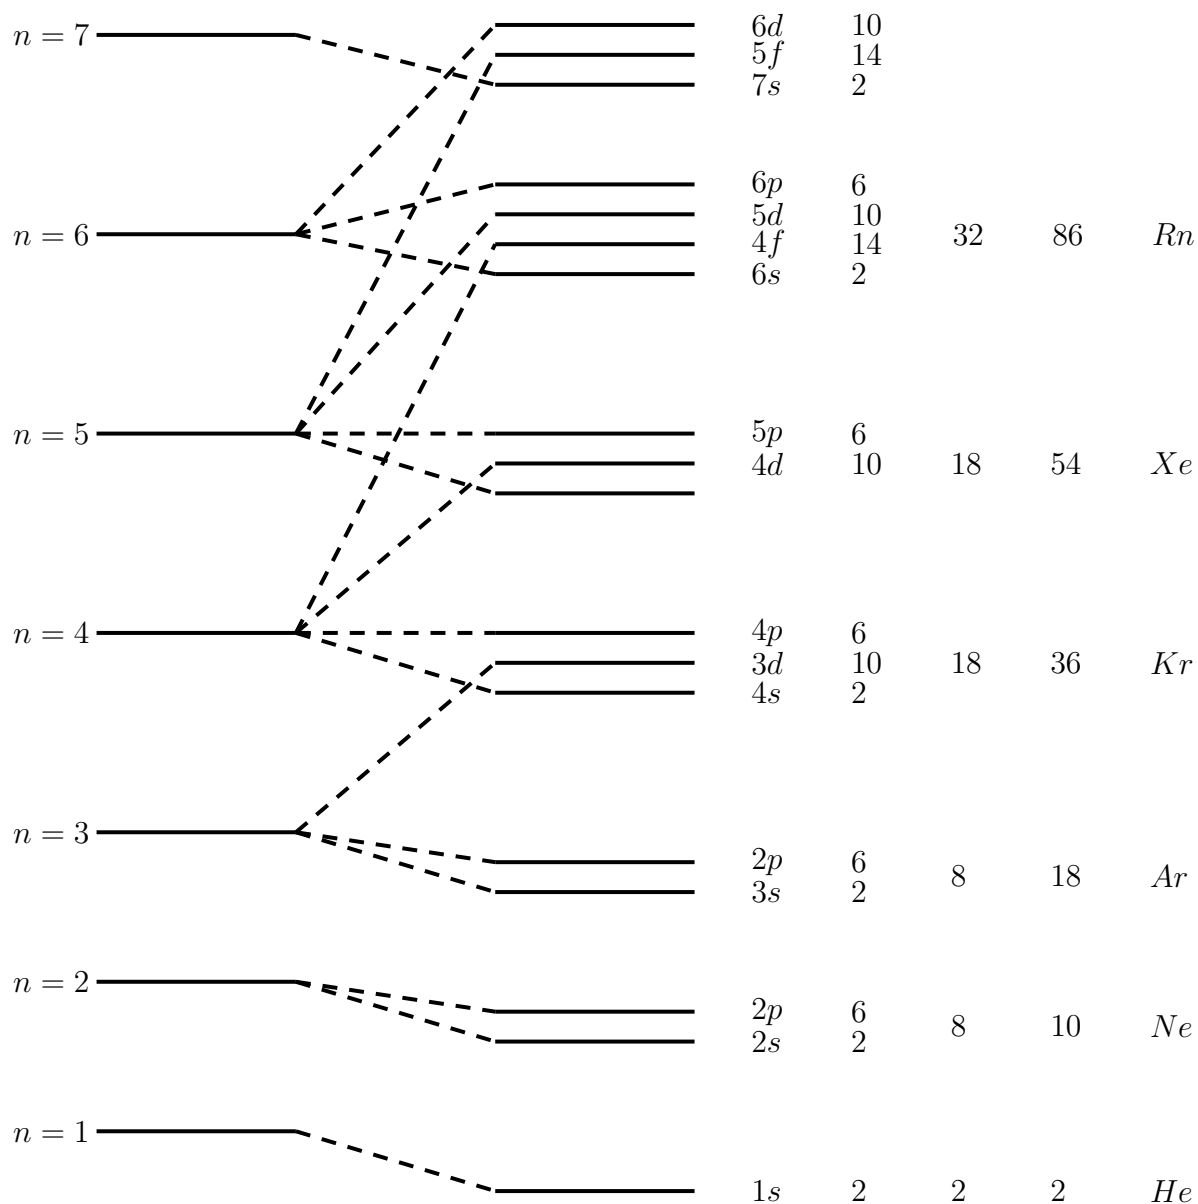 6d 10
n = 7
5f 14
7s 2
6p 6
5d 10
n = 6 32 86 Rn
4f 14
6s 2
n = 5 5p 6
4d 10 18 54 Xe
n = 4 4p 6
3d 10 18 36 Kr
4s 2
n = 3
2p 6
8 18 Ar
3s 2
n = 2
2p 6
8 10 Ne
2s 2
n = 1
1s 2 2 2 He